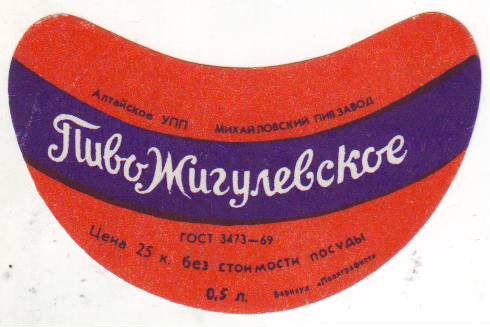 Алтайское УПП МИХАЙЛОВСКИЙ ПИВЗАВОД
Пиво Жигулевское
ГОСТ 3473—69
Цена 25 к. без стоимости посуды
0,5 л.
Барнаул «Полиграфист»